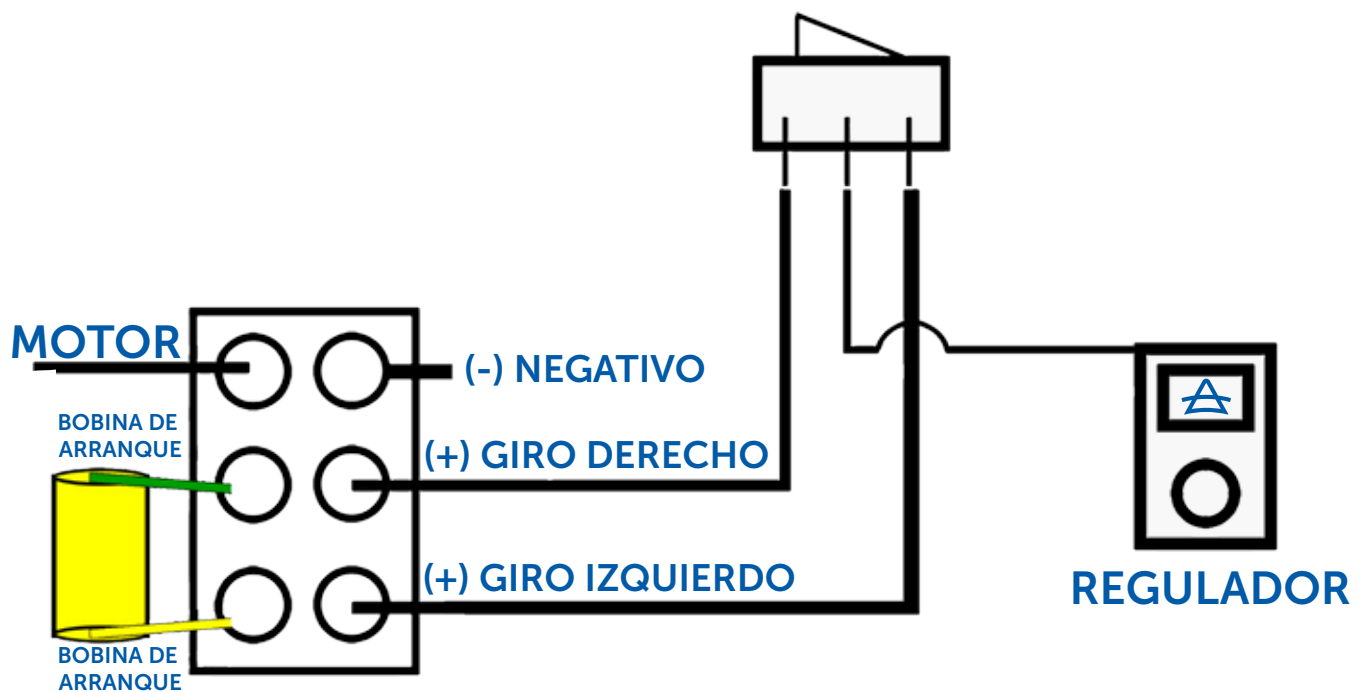 MOTOR
(-) NEGATIVO
BOBINA DE
ARRANQUE
(+) GIRO DERECHO
(+) GIRO IZQUIERDO
REGULADOR
BOBINA DE
ARRANQUE